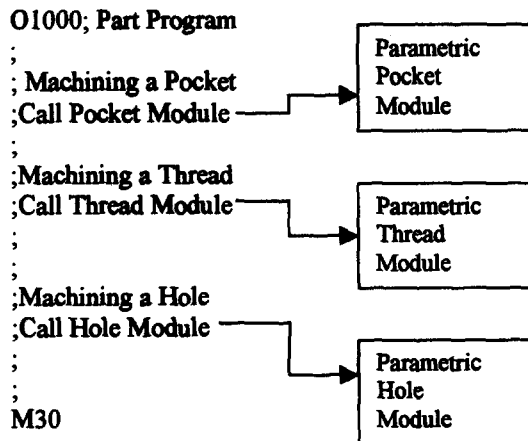 O1000; Part Program
;
; Machining a Pocket
;Call Pocket Module
;
;Machining a Thread
;Call Thread Module
;
;
;Machining a Hole
;Call Hole Module
;
;
M30
Parametric
Pocket
Module
Parametric
Thread
Module
Parametric
Hole
Module